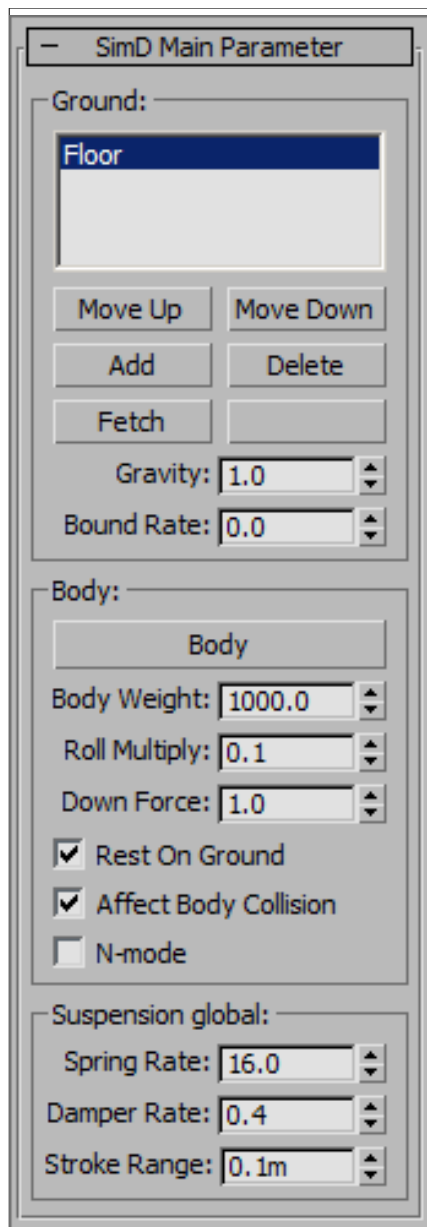 SimD Main Parameter
Ground:
Floor
Move Up Move Down
Add Delete
Fetch
Gravity: 1.0
Bound Rate: 0.0
Body:
Body
Body Weight: 1000.0
Roll Multiply: 0.1
Down Force: 1.0
Rest On Ground
Affect Body Collision
N-mode
Suspension global:
Spring Rate: 16.0
Damper Rate: 0.4
Stroke Range: 0.1m